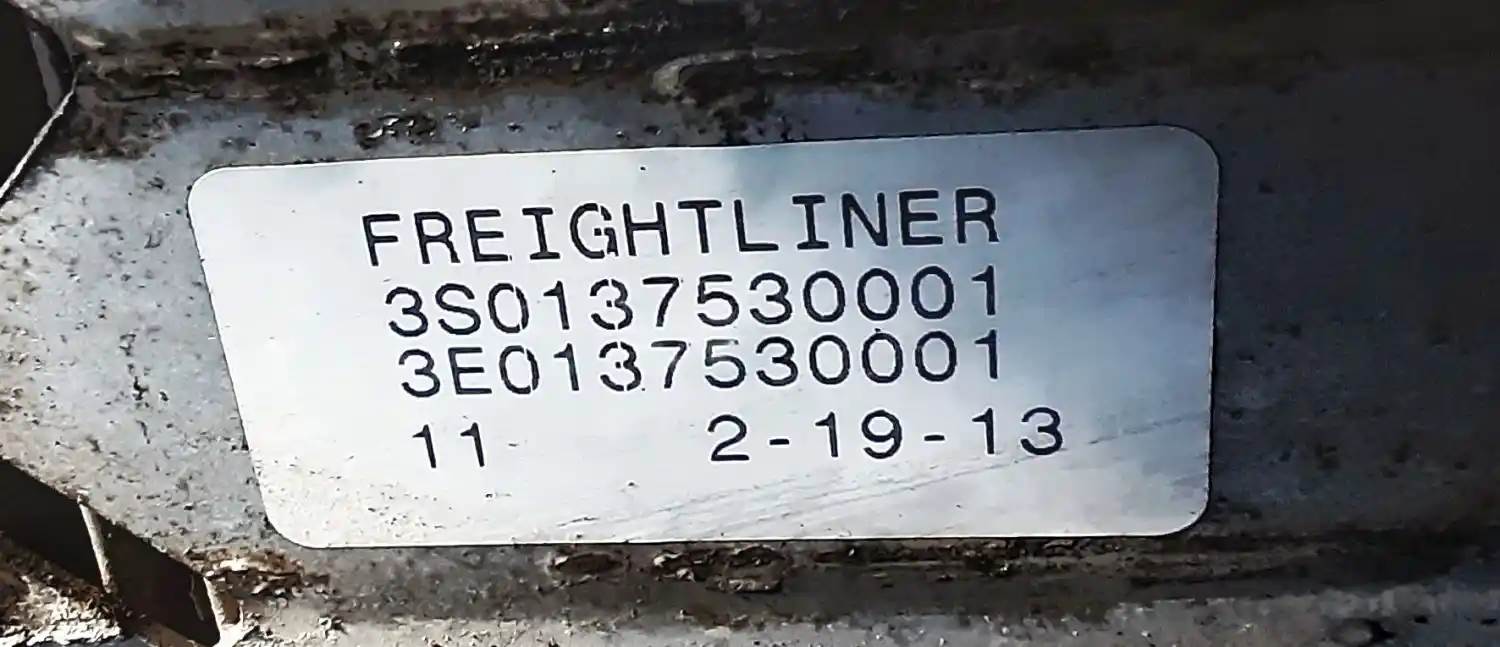 FREIGHTLINER
3S0137530001
3E0137530001
11 2-19-13